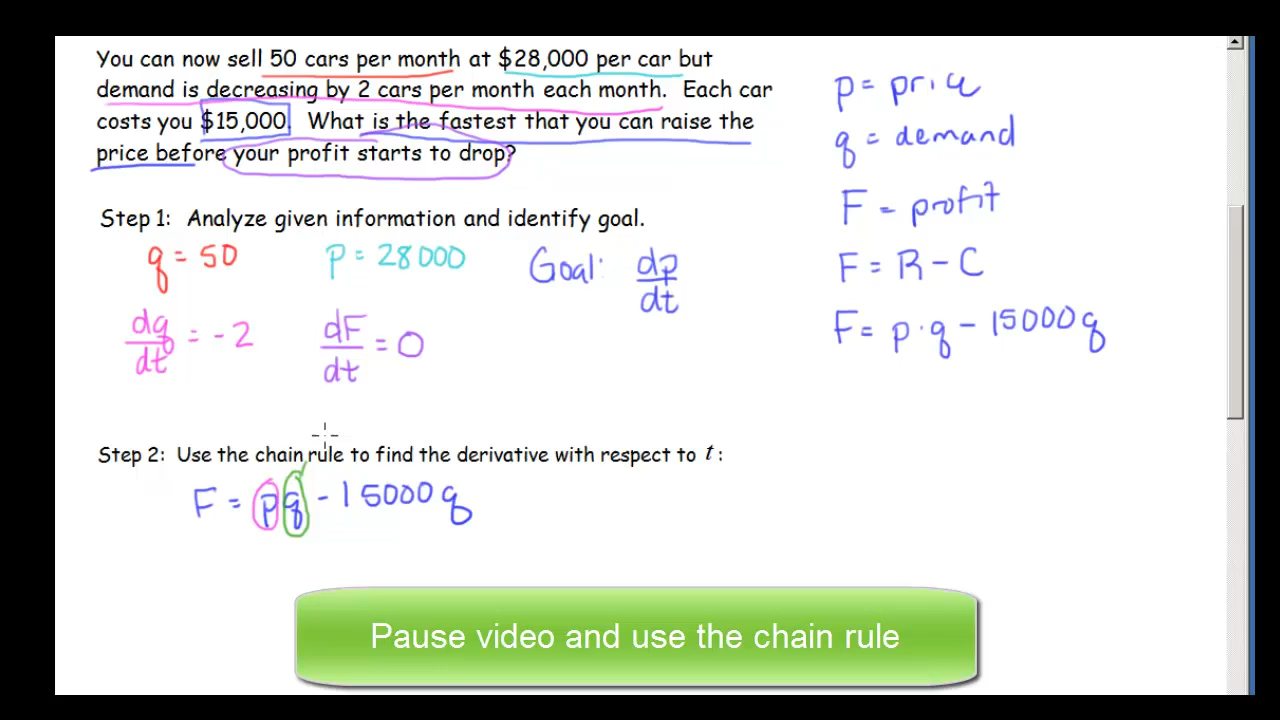 You can now sell 50 cars per month at $28,000 per car but
demand is decreasing by 2 cars per month each month. Each car
costs you $15,000. What is the fastest that you can raise the
price before your profit starts to drop?
p = price
q = demand
F = profit
F = R - C
F = p·q - 15000q
Step 1: Analyze given information and identify goal.
q = 50 p = 28000 Goal: dp/dt
dq/dt = -2 dF/dt = 0
Step 2: Use the chain rule to find the derivative with respect to t:
F = pq - 15000q
Pause video and use the chain rule